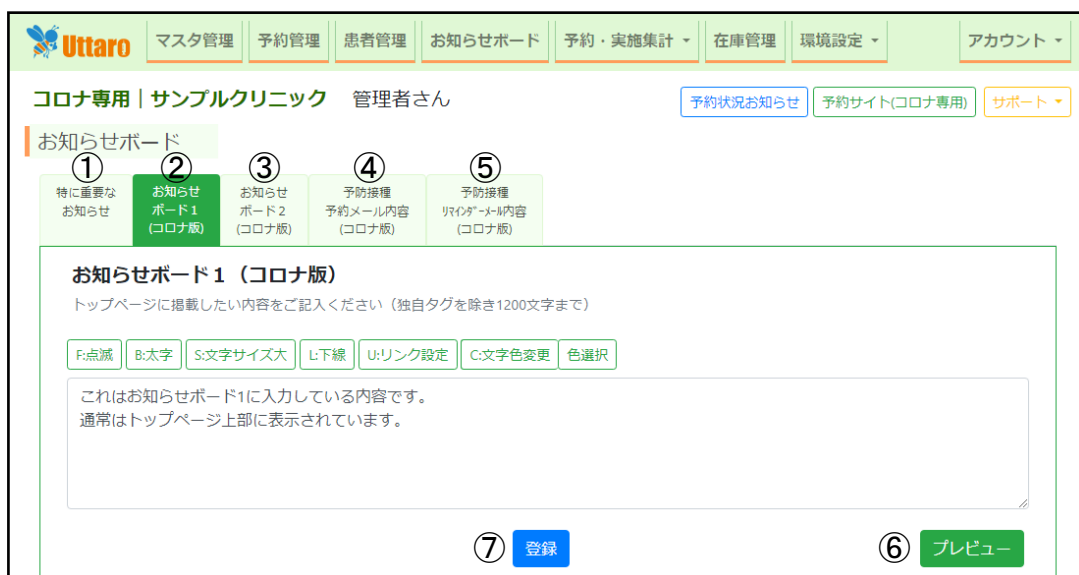 Uttaro マスタ管理 予約管理 患者管理 お知らせボード 予約・実施集計 在庫管理 環境設定 アカウント
コロナ専用｜サンプルクリニック 管理者さん 予約状況お知らせ 予約サイト(コロナ専用) サポート
お知らせボード
① ② ③ ④ ⑤
特に重要な
お知らせ
お知らせ
ボード1
(コロナ版)
お知らせ
ボード2
(コロナ版)
予防接種
予約メール内容
(コロナ版)
予防接種
ﾘﾏｲﾝﾀﾞｰﾒｰﾙ内容
(コロナ版)
お知らせボード１（コロナ版）
トップページに掲載したい内容をご記入ください（独自タグを除き1200文字まで）
F:点滅 B:太字 S:文字サイズ大 L:下線 U:リンク設定 C:文字色変更 色選択
これはお知らせボード1に入力している内容です。
通常はトップページ上部に表示されています。
⑦ 登録 ⑥ プレビュー